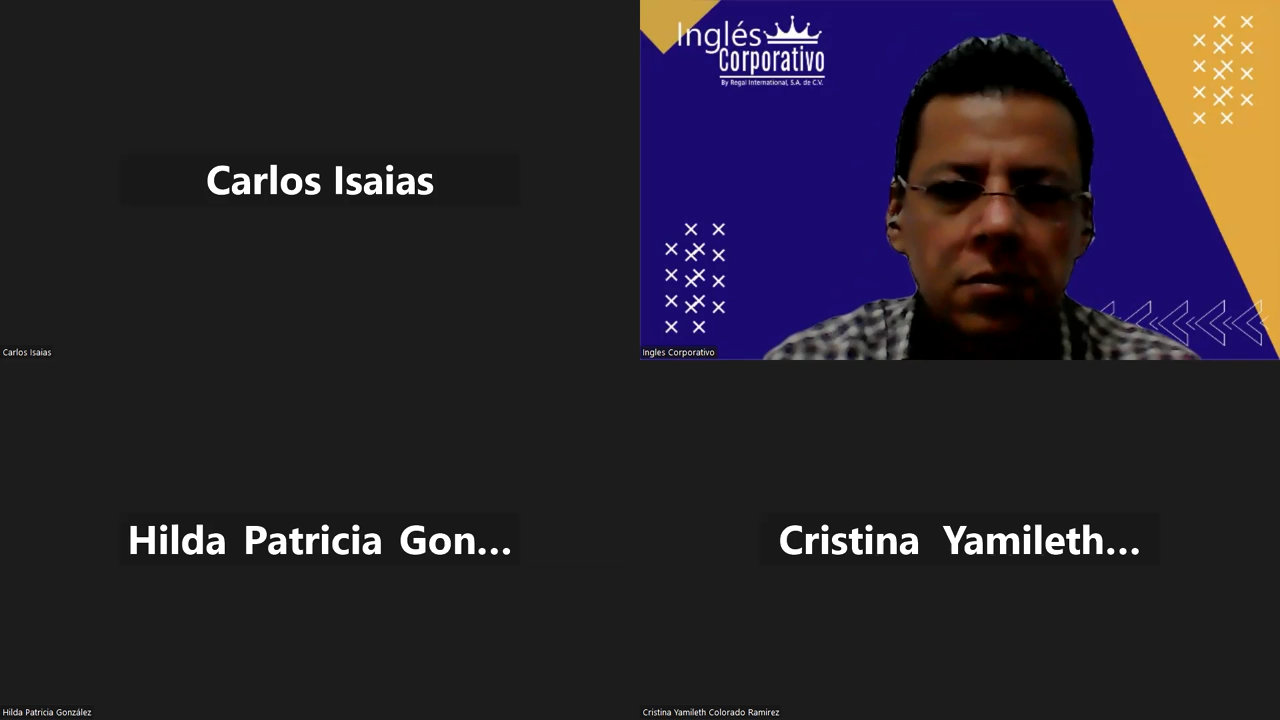 Carlos Isaias
Carlos Isaias
Inglés
Corporativo
By Regal International, S.A. de C.V.
Ingles Corporativo
Hilda Patricia Gon...
Hilda Patricia González
Cristina Yamileth...
Cristina Yamileth Colorado Ramirez